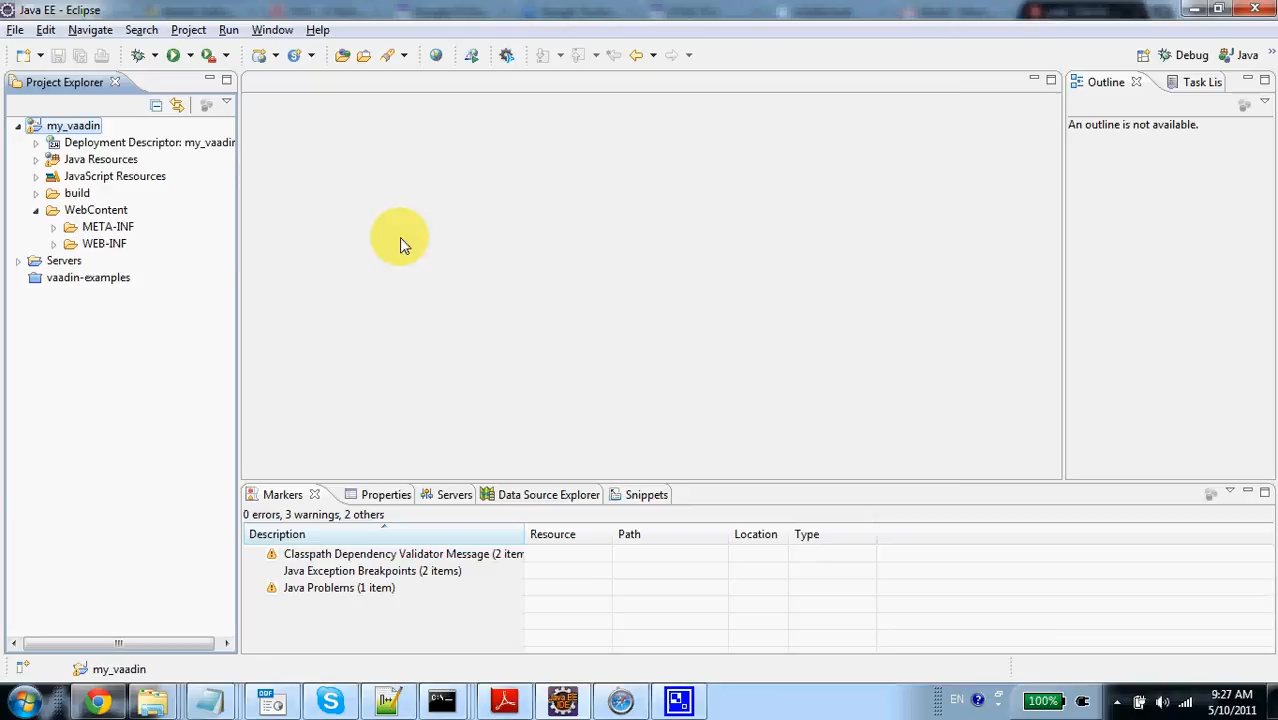 Java EE - Eclipse
File Edit Navigate Search Project Run Window Help
Debug Java
Project Explorer
Outline Task Lis
my_vaadin
An outline is not available.
Deployment Descriptor: my_vaadin
Java Resources
JavaScript Resources
build
WebContent
META-INF
WEB-INF
Servers
vaadin-examples
Markers Properties Servers Data Source Explorer Snippets
0 errors, 3 warnings, 2 others
Description Resource Path Location Type
Classpath Dependency Validator Message (2 item
Java Exception Breakpoints (2 items)
Java Problems (1 item)
my_vaadin
ODF
Java EE
IDE
EN
100%
9:27 AM
5/10/2011